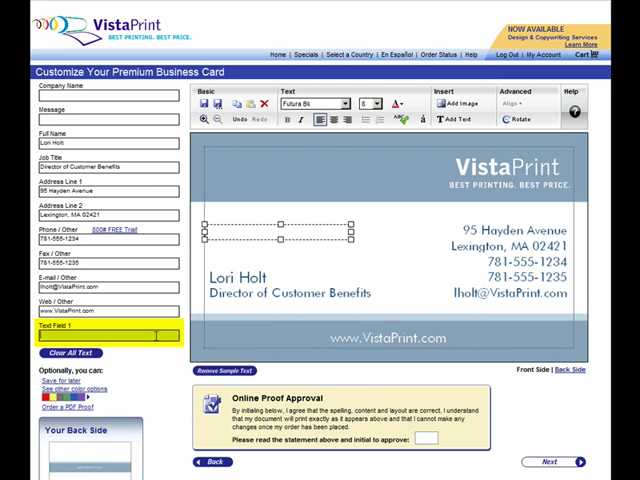 VistaPrint
BEST PRINTING. BEST PRICE.
NOW AVAILABLE
Design & Copywriting Services
Learn More
Home | Specials | Select a Country | En Español | Order Status | Help
Log Out | My Account Cart
Customize Your Premium Business Card
Company Name
Message
Full Name
Lori Holt
Job Title
Director of Customer Benefits
Address Line 1
95 Hayden Avenue
Address Line 2
Lexington, MA 02421
Phone / Other 800# FREE Trial!
781-555-1234
Fax / Other
781-555-1235
E-mail / Other
lholt@VistaPrint.com
Web / Other
www.VistaPrint.com
Text Field 1
Clear All Text
Optionally, you can:
Save for later
See other color options
Order a PDF Proof
Your Back Side
Basic Text Insert Advanced Help
Futura Bk 8 A Add Image Align ?
Undo Redo B I ABC á T Add Text Rotate
VistaPrint
BEST PRINTING. BEST PRICE.
95 Hayden Avenue
Lexington, MA 02421
781-555-1234
781-555-1235
lholt@VistaPrint.com
Lori Holt
Director of Customer Benefits
www.VistaPrint.com
Remove Sample Text
Front Side | Back Side
Online Proof Approval
By initialing below, I agree that the spelling, content and layout are correct. I understand
that my document will print exactly as it appears above and that I cannot make any
changes once my order has been placed.
Please read the statement above and initial to approve:
Back
Next